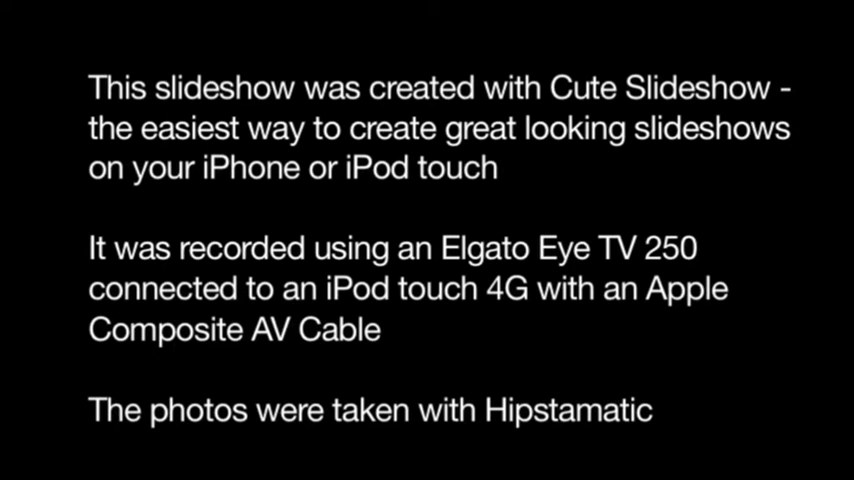 This slideshow was created with Cute Slideshow -
the easiest way to create great looking slideshows
on your iPhone or iPod touch
It was recorded using an Elgato Eye TV 250
connected to an iPod touch 4G with an Apple
Composite AV Cable
The photos were taken with Hipstamatic